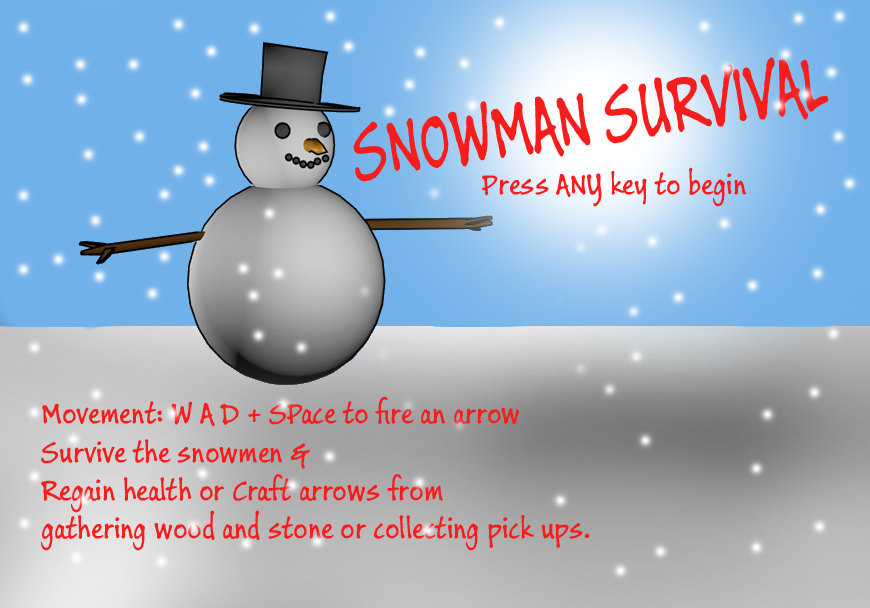 SNOWMAN SURVIVAL
Press ANY key to begin
Movement: W A D + SPace to fire an arrow
Survive the snowmen &
Regain health or Craft arrows from
gathering wood and stone or collecting pick ups.